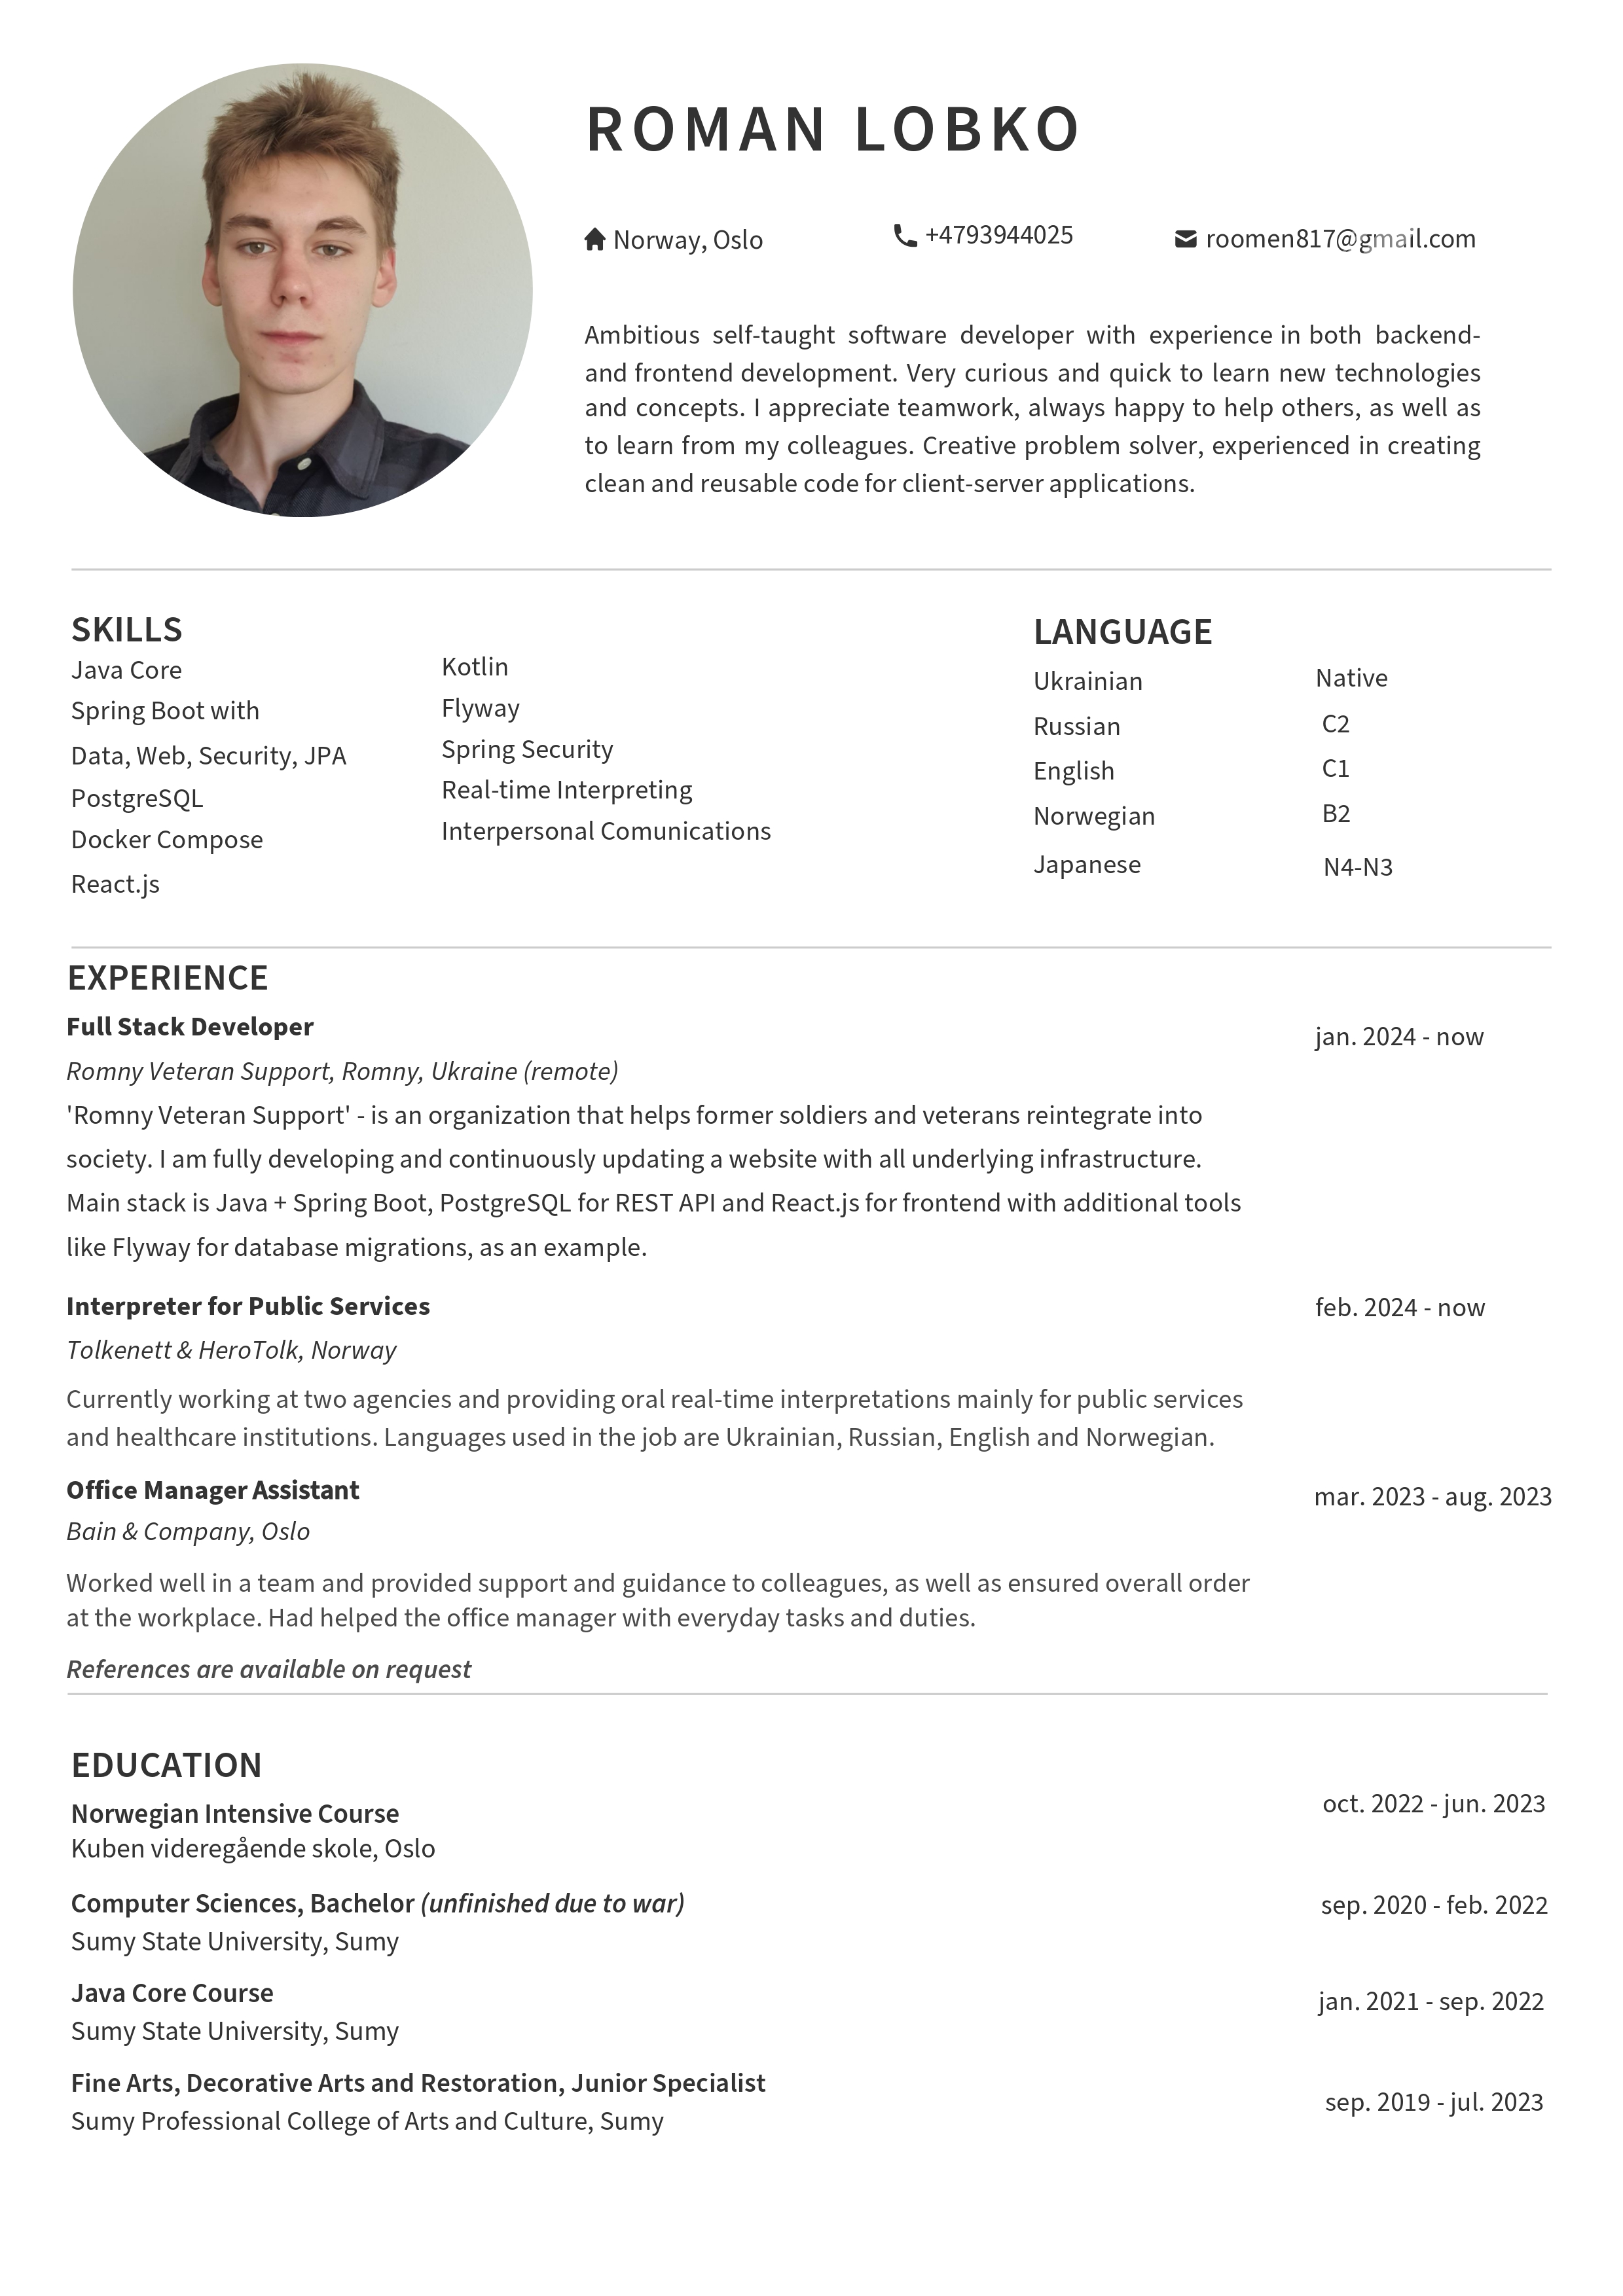 ROMAN LOBKO
Norway, Oslo
+4793944025
roomen817@gmail.com
Ambitious self-taught software developer with experience in both backend-
and frontend development. Very curious and quick to learn new technologies
and concepts. I appreciate teamwork, always happy to help others, as well as
to learn from my colleagues. Creative problem solver, experienced in creating
clean and reusable code for client-server applications.
SKILLS
Java Core
Spring Boot with
Data, Web, Security, JPA
PostgreSQL
Docker Compose
React.js
Kotlin
Flyway
Spring Security
Real-time Interpreting
Interpersonal Comunications
LANGUAGE
Ukrainian Native
Russian C2
English C1
Norwegian B2
Japanese N4-N3
EXPERIENCE
Full Stack Developer jan. 2024 - now
Romny Veteran Support, Romny, Ukraine (remote)
'Romny Veteran Support' - is an organization that helps former soldiers and veterans reintegrate into
society. I am fully developing and continuously updating a website with all underlying infrastructure.
Main stack is Java + Spring Boot, PostgreSQL for REST API and React.js for frontend with additional tools
like Flyway for database migrations, as an example.
Interpreter for Public Services feb. 2024 - now
Tolkenett & HeroTolk, Norway
Currently working at two agencies and providing oral real-time interpretations mainly for public services
and healthcare institutions. Languages used in the job are Ukrainian, Russian, English and Norwegian.
Office Manager Assistant mar. 2023 - aug. 2023
Bain & Company, Oslo
Worked well in a team and provided support and guidance to colleagues, as well as ensured overall order
at the workplace. Had helped the office manager with everyday tasks and duties.
References are available on request
EDUCATION
Norwegian Intensive Course oct. 2022 - jun. 2023
Kuben videregående skole, Oslo
Computer Sciences, Bachelor (unfinished due to war) sep. 2020 - feb. 2022
Sumy State University, Sumy
Java Core Course jan. 2021 - sep. 2022
Sumy State University, Sumy
Fine Arts, Decorative Arts and Restoration, Junior Specialist sep. 2019 - jul. 2023
Sumy Professional College of Arts and Culture, Sumy